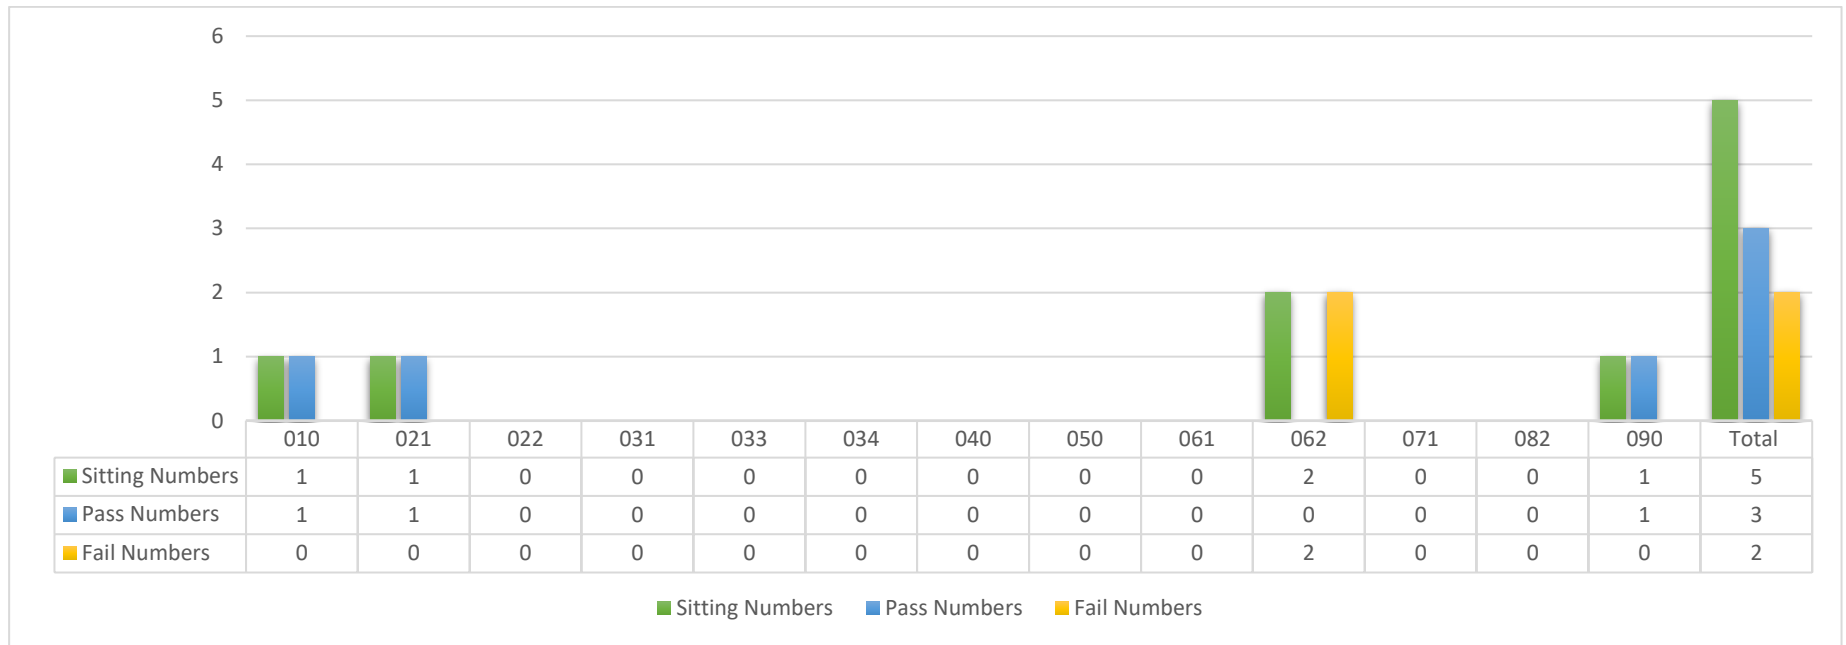 6
5
4
3
2
1
0
010 021 022 031 033 034 040 050 061 062 071 082 090 Total
Sitting Numbers 1 1 0 0 0 0 0 0 0 2 0 0 1 5
Pass Numbers 1 1 0 0 0 0 0 0 0 0 0 0 1 3
Fail Numbers 0 0 0 0 0 0 0 0 0 2 0 0 0 2
Sitting Numbers Pass Numbers Fail Numbers